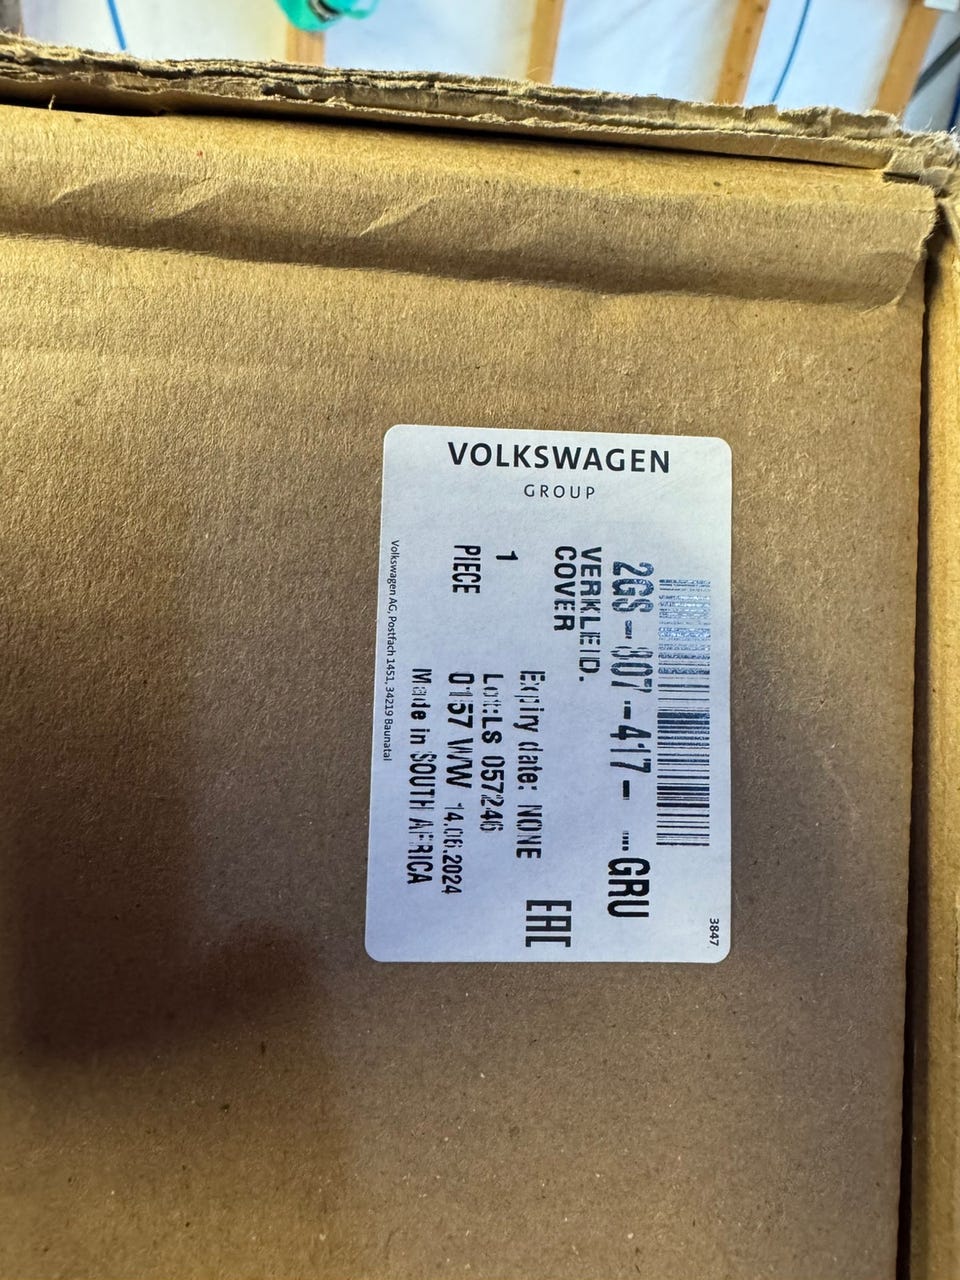 VOLKSWAGEN
GROUP
3847
2GS-807-417- -GRU
VERKLEID.
COVER
EAC
1
PIECE
Expiry date: NONE
Lot:LS 057246
0157 WW 14.06.2024
Made in SOUTH AFRICA
Volkswagen AG, Postfach 1451, 34219 Baunatal